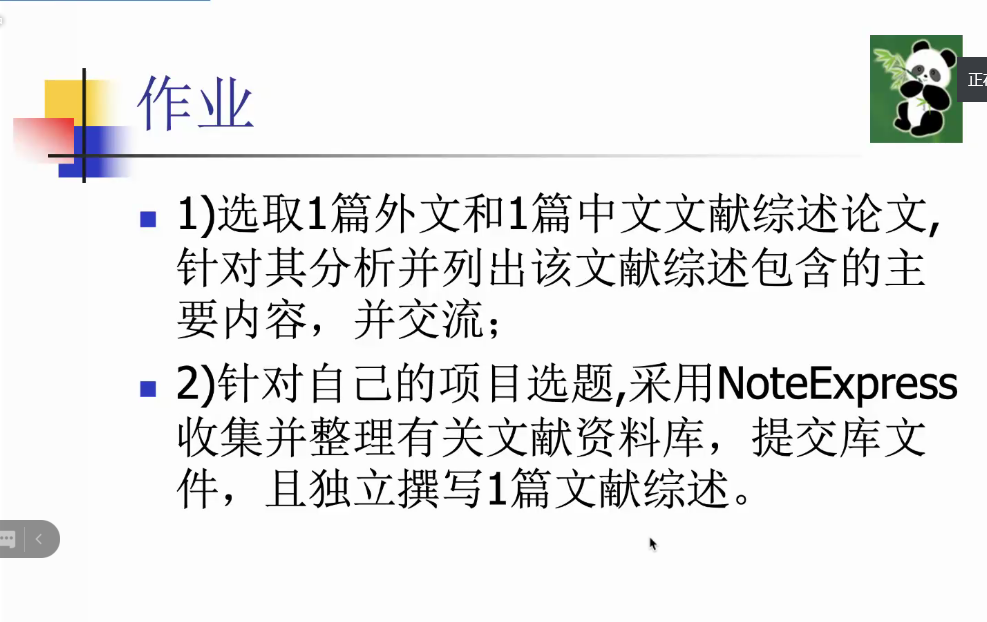 作业
1)选取1篇外文和1篇中文文献综述论文,
针对其分析并列出该文献综述包含的主
要内容，并交流；
2)针对自己的项目选题,采用NoteExpress
收集并整理有关文献资料库，提交库文
件，且独立撰写1篇文献综述。
正